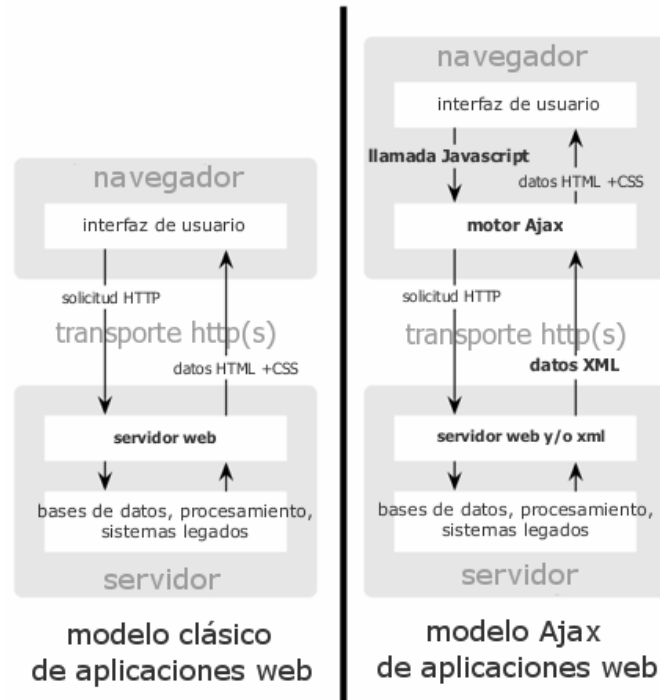 navegador
interfaz de usuario
solicitud HTTP
transporte http(s)
datos HTML +CSS
servidor web
bases de datos, procesamiento,
sistemas legados
servidor
modelo clásico
de aplicaciones web
navegador
interfaz de usuario
llamada Javascript
datos HTML +CSS
motor Ajax
solicitud HTTP
transporte http(s)
datos XML
servidor web y/o xml
bases de datos, procesamiento,
sistemas legados
servidor
modelo Ajax
de aplicaciones web